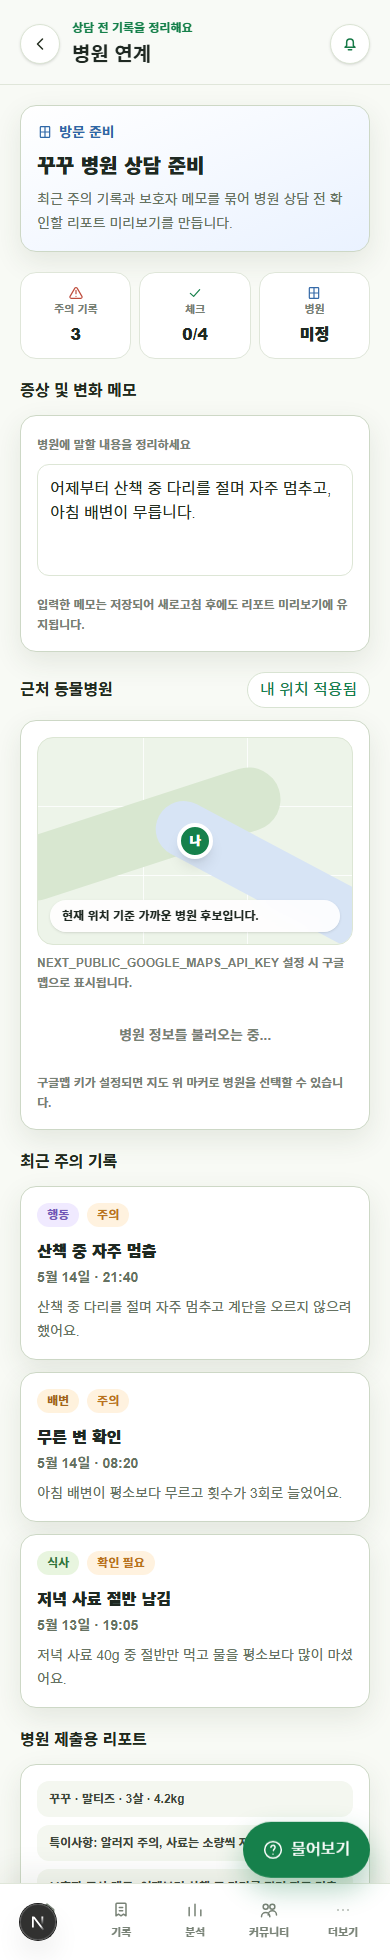 상담 전 기록을 정리해요
병원 연계
방문 준비
꾸꾸 병원 상담 준비
최근 주의 기록과 보호자 메모를 묶어 병원 상담 전 확
인할 리포트 미리보기를 만듭니다.
주의 기록
3
체크
0/4
병원
미정
증상 및 변화 메모
병원에 말할 내용을 정리하세요
어제부터 산책 중 다리를 절며 자주 멈추고,
아침 배변이 무릅니다.
입력한 메모는 저장되어 새로고침 후에도 리포트 미리보기에 유
지됩니다.
근처 동물병원
내 위치 적용됨
나
현재 위치 기준 가까운 병원 후보입니다.
NEXT_PUBLIC_GOOGLE_MAPS_API_KEY 설정 시 구글
맵으로 표시됩니다.
병원 정보를 불러오는 중...
구글맵 키가 설정되면 지도 위 마커로 병원을 선택할 수 있습니
다.
최근 주의 기록
행동
주의
산책 중 자주 멈춤
5월 14일 · 21:40
산책 중 다리를 절며 자주 멈추고 계단을 오르지 않으려
했어요.
배변
주의
무른 변 확인
5월 14일 · 08:20
아침 배변이 평소보다 무르고 횟수가 3회로 늘었어요.
식사
확인 필요
저녁 사료 절반 남김
5월 13일 · 19:05
저녁 사료 40g 중 절반만 먹고 물을 평소보다 많이 마셨
어요.
병원 제출용 리포트
꾸꾸 · 말티즈 · 3살 · 4.2kg
특이사항: 알러지 주의, 사료는 소량씩
물어보기
N
기록
분석
커뮤니티
더보기